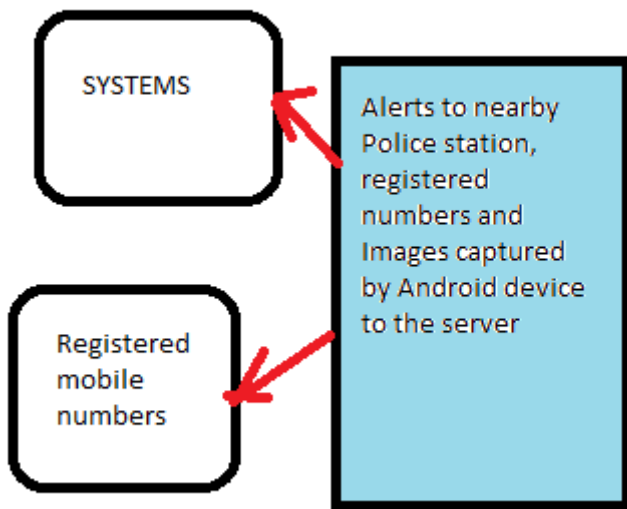 SYSTEMS
Alerts to nearby
Police station,
registered
numbers and
Images captured
by Android device
to the server
Registered
mobile
numbers